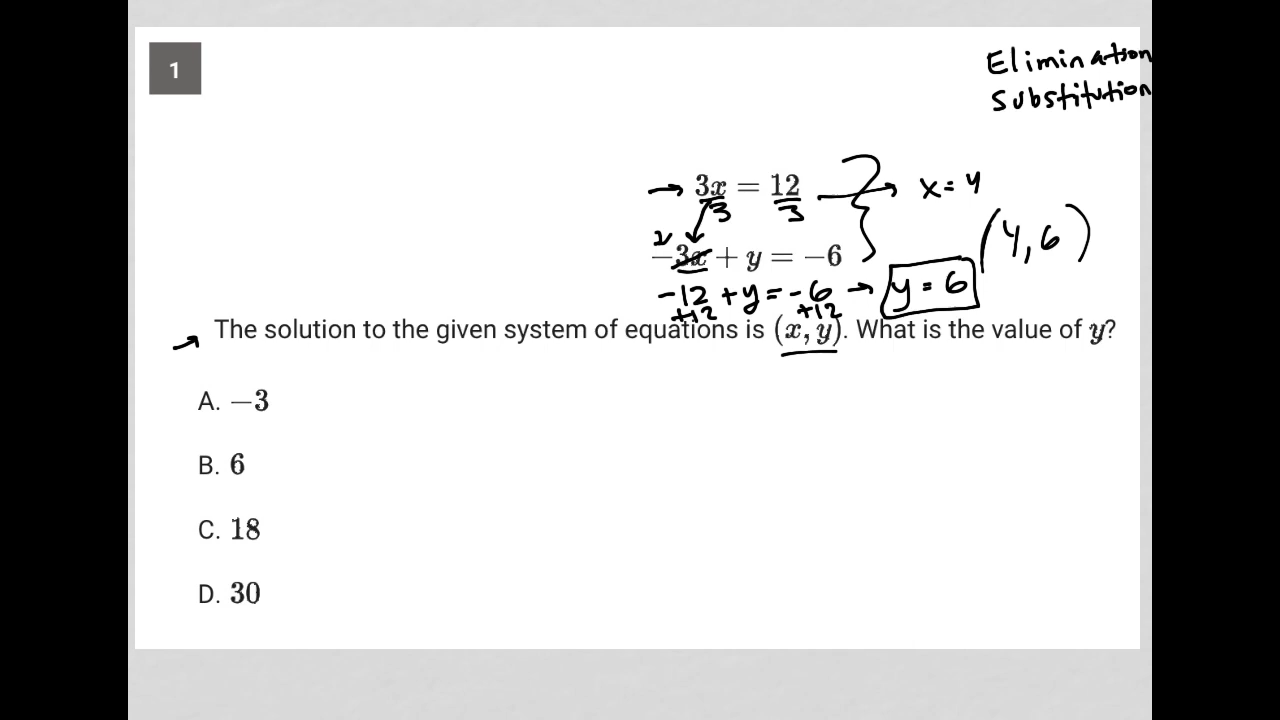 1
Elimination
Substitution
→ 3x = 12 → x = 4
3 3
2
−3x + y = −6
(4, 6)
-12 + y = -6 → y = 6
+12 +12
The solution to the given system of equations is (x, y). What is the value of y?
A. −3
B. 6
C. 18
D. 30